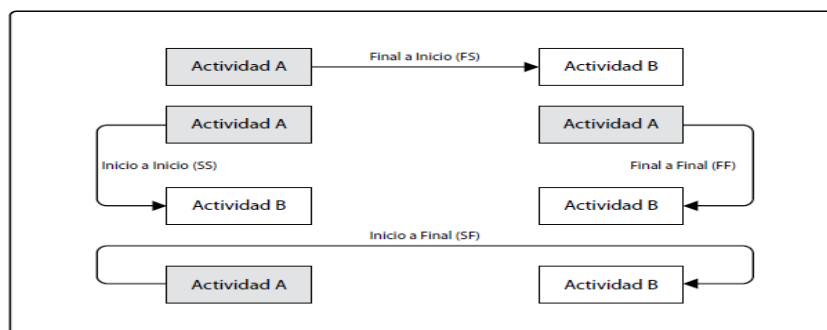 Actividad A
Final a Inicio (FS)
Actividad B
Actividad A
Actividad A
Inicio a Inicio (SS)
Final a Final (FF)
Actividad B
Actividad B
Inicio a Final (SF)
Actividad A
Actividad B